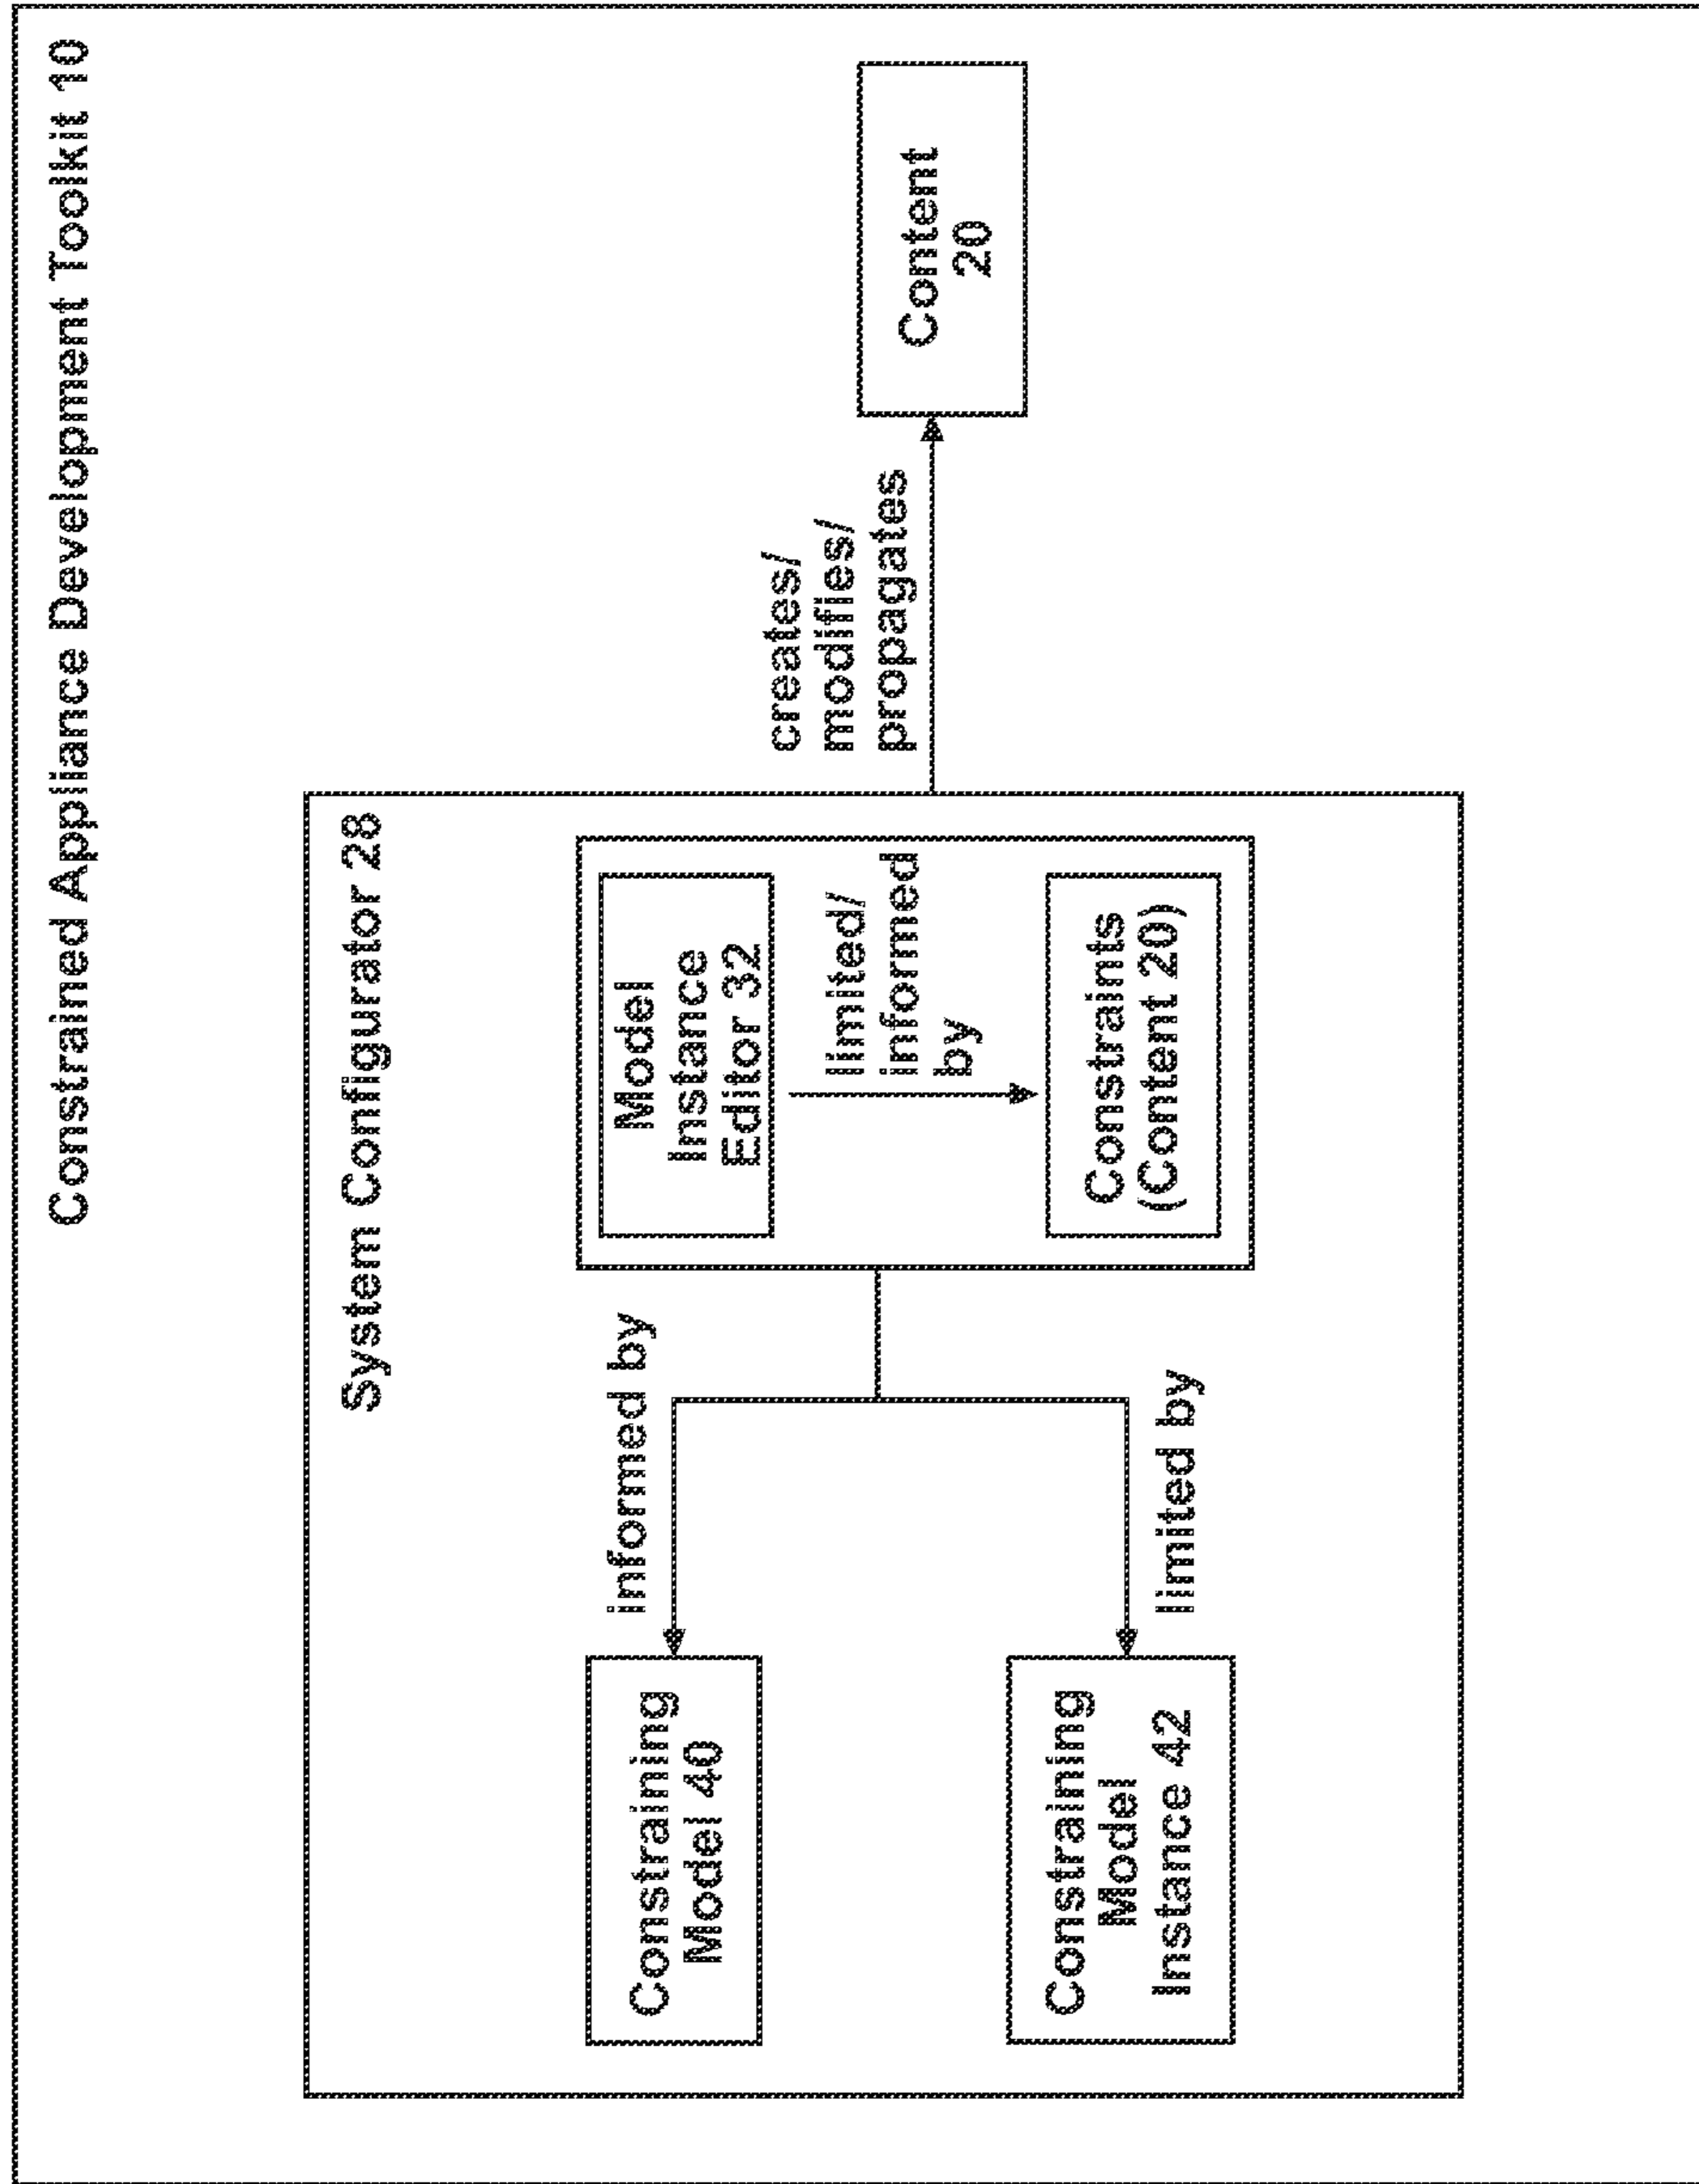 Constrained Appliance Development Toolkit 10
System Configurator 28
Constraining
Model 40
informed by
Constraining
Model
Instance 42
limited by
Model
Instance
Editor 32
limited/
informed
by
Constraints
(Content 20)
creates/
modifies/
propagates
Content
20